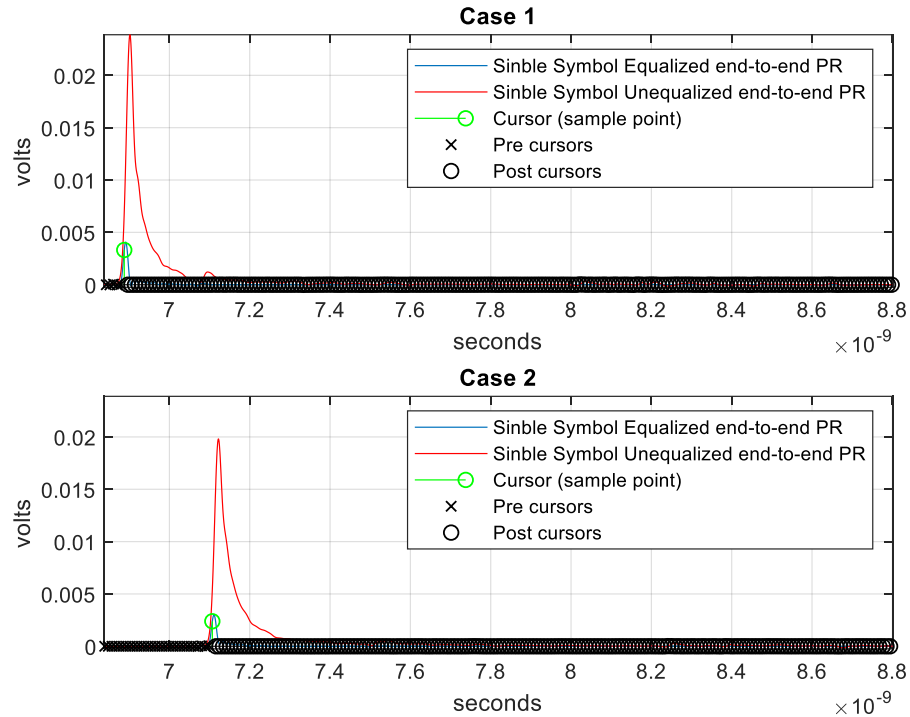 Case 1
volts
0.02
0.015
0.01
0.005
0
Sinble Symbol Equalized end-to-end PR
Sinble Symbol Unequalized end-to-end PR
Cursor (sample point)
Pre cursors
Post cursors
7 7.2 7.4 7.6 7.8 8 8.2 8.4 8.6 8.8
seconds
×10⁻⁹
Case 2
volts
0.02
0.015
0.01
0.005
0
Sinble Symbol Equalized end-to-end PR
Sinble Symbol Unequalized end-to-end PR
Cursor (sample point)
Pre cursors
Post cursors
7 7.2 7.4 7.6 7.8 8 8.2 8.4 8.6 8.8
seconds
×10⁻⁹